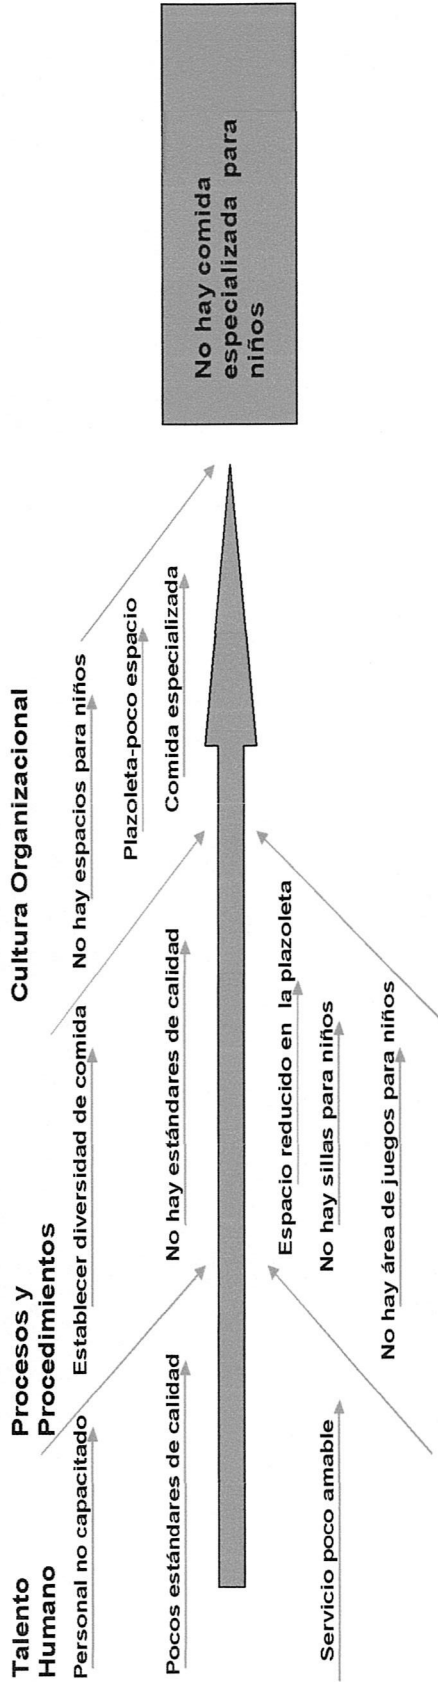 Talento
Humano
Personal no capacitado
Pocos estándares de calidad
Servicio poco amable
Procesos y
Procedimientos
Establecer diversidad de comida
No hay estándares de calidad
Espacio reducido en la plazoleta
No hay sillas para niños
No hay área de juegos para niños
Cultura Organizacional
No hay espacios para niños
Plazoleta-poco espacio
Comida especializada
No hay comida
especializada para
niños